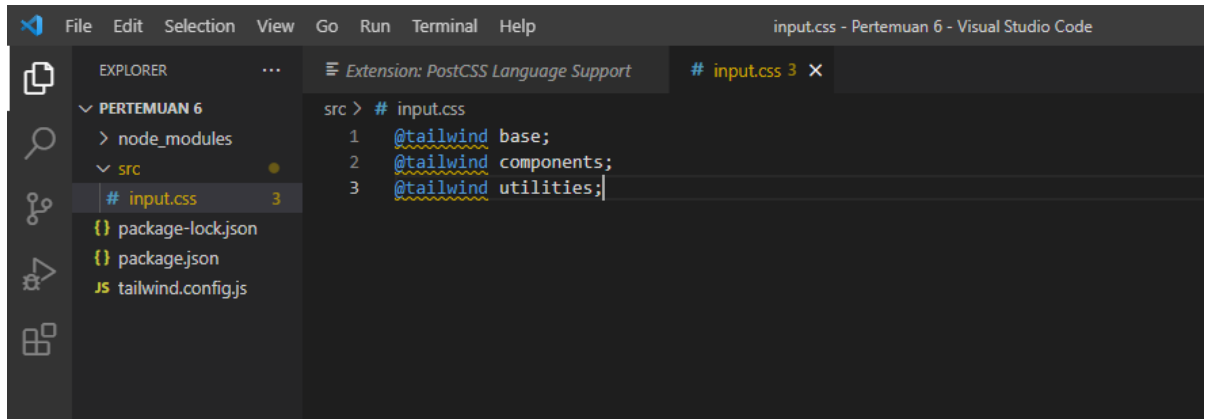 File Edit Selection View Go Run Terminal Help input.css - Pertemuan 6 - Visual Studio Code
EXPLORER ...
PERTEMUAN 6
node_modules
src
# input.css 3
{} package-lock.json
{} package.json
JS tailwind.config.js
Extension: PostCSS Language Support # input.css 3
src > # input.css
1 @tailwind base;
2 @tailwind components;
3 @tailwind utilities;